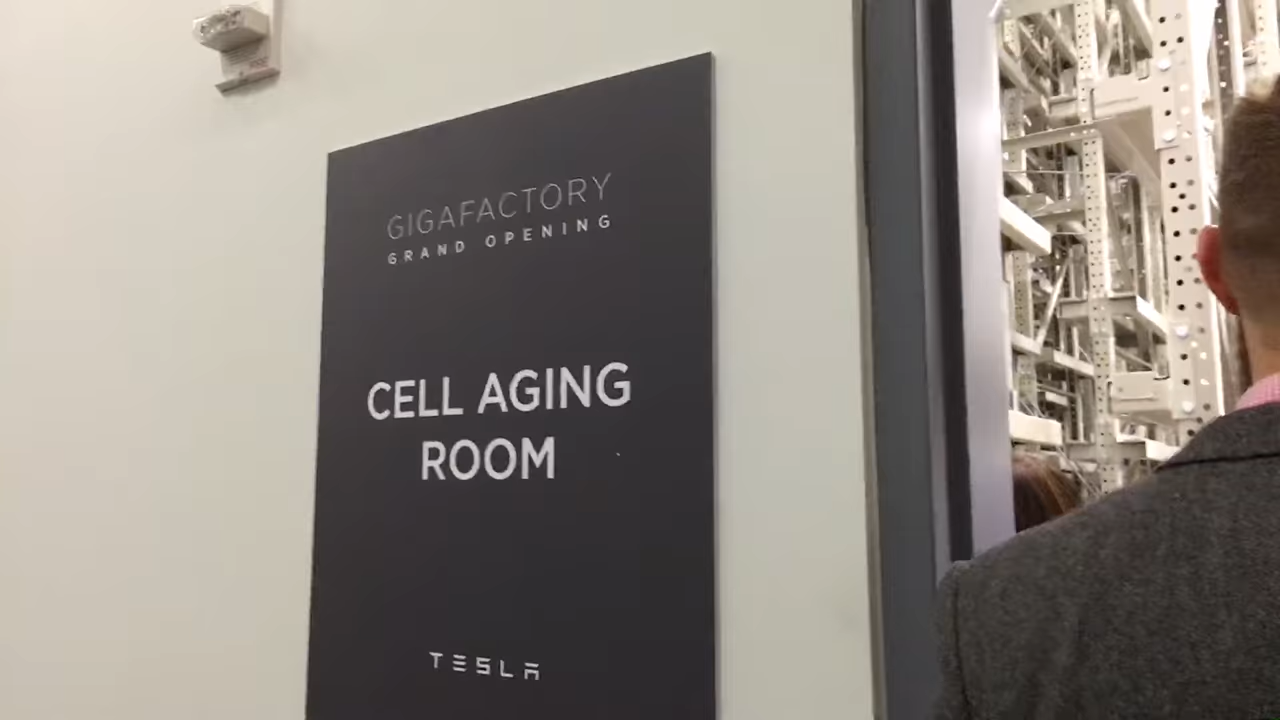 GIGAFACTORY
GRAND OPENING
CELL AGING
ROOM
TESLA